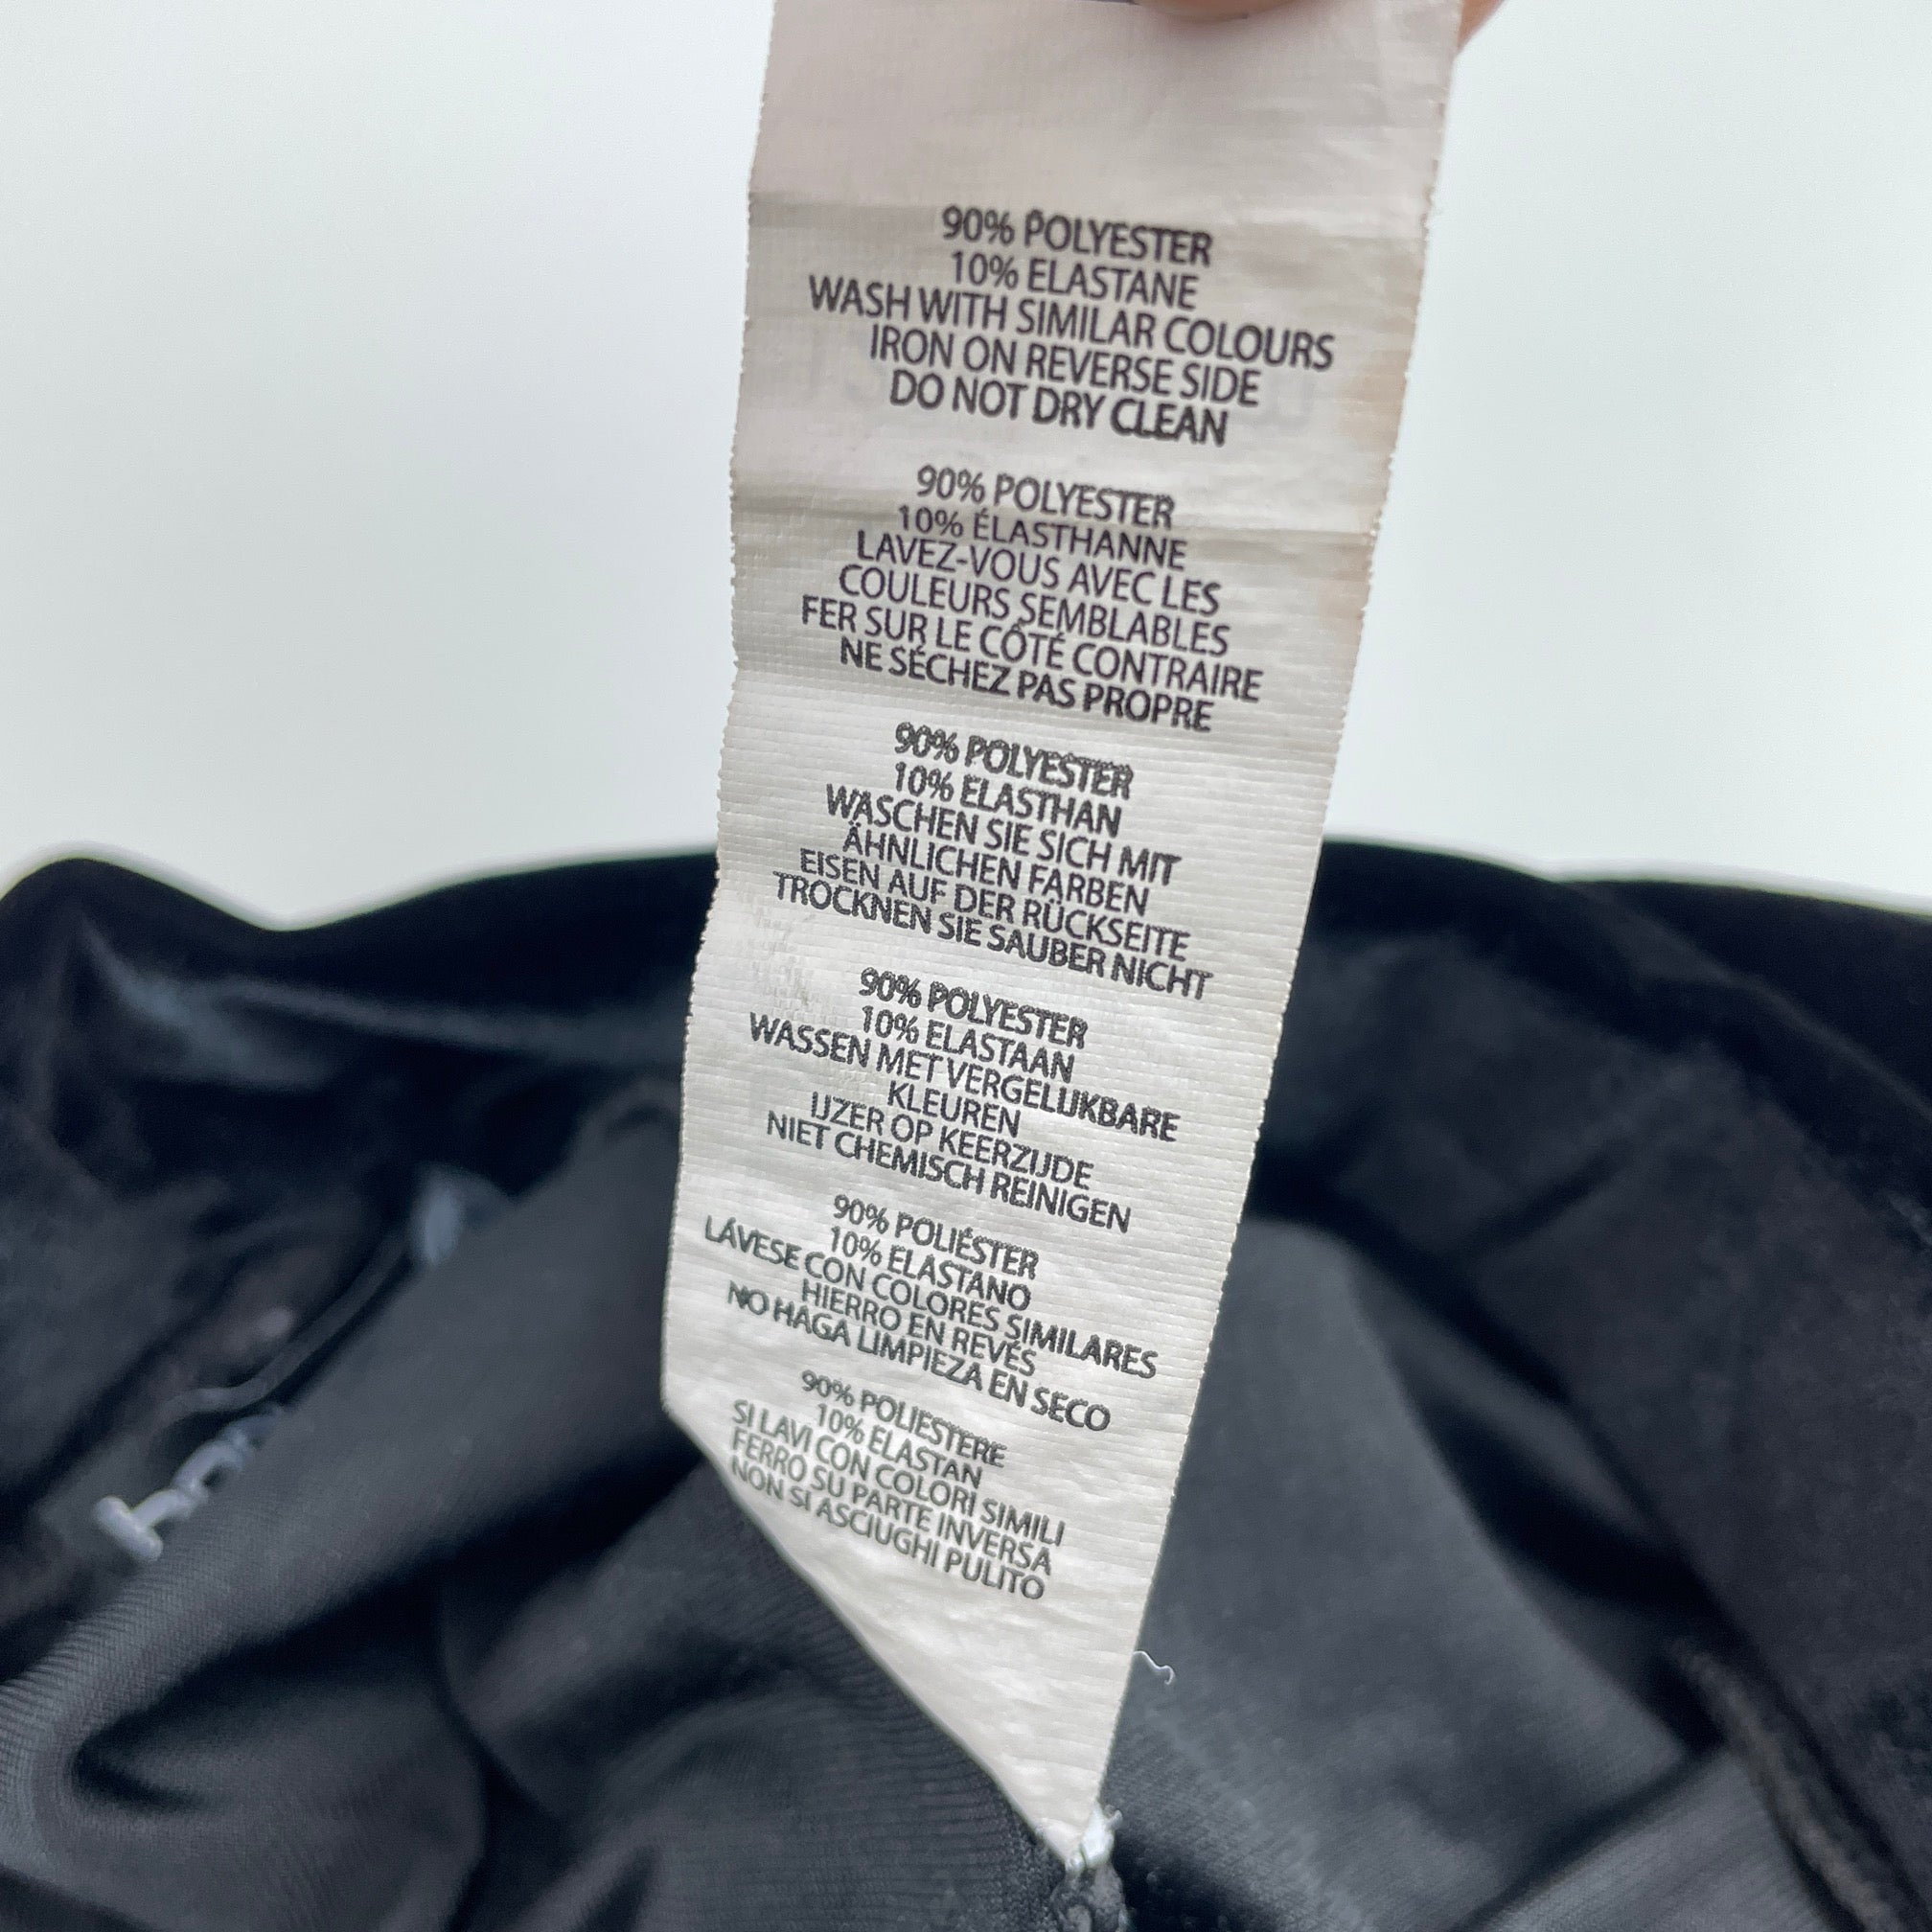 90% POLYESTER
10% ELASTANE
WASH WITH SIMILAR COLOURS
IRON ON REVERSE SIDE
DO NOT DRY CLEAN
90% POLYESTER
10% ÉLASTHANNE
LAVEZ-VOUS AVEC LES
COULEURS SEMBLABLES
FER SUR LE CÔTÉ CONTRAIRE
NE SÉCHEZ PAS PROPRE
90% POLYESTER
10% ELASTHAN
WASCHEN SIE SICH MIT
ÄHNLICHEN FARBEN
EISEN AUF DER RÜCKSEITE
TROCKNEN SIE SAUBER NICHT
90% POLYESTER
10% ELASTAAN
WASSEN MET VERGELIJKBARE
KLEUREN
IJZER OP KEERZIJDE
NIET CHEMISCH REINIGEN
90% POLIÉSTER
10% ELASTANO
LÁVESE CON COLORES SIMILARES
HIERRO EN REVÉS
NO HAGA LIMPIEZA EN SECO
90% POLIESTERE
10% ELASTAN
SI LAVI CON COLORI SIMILI
FERRO SU PARTE INVERSA
NON SI ASCIUGHI PULITO